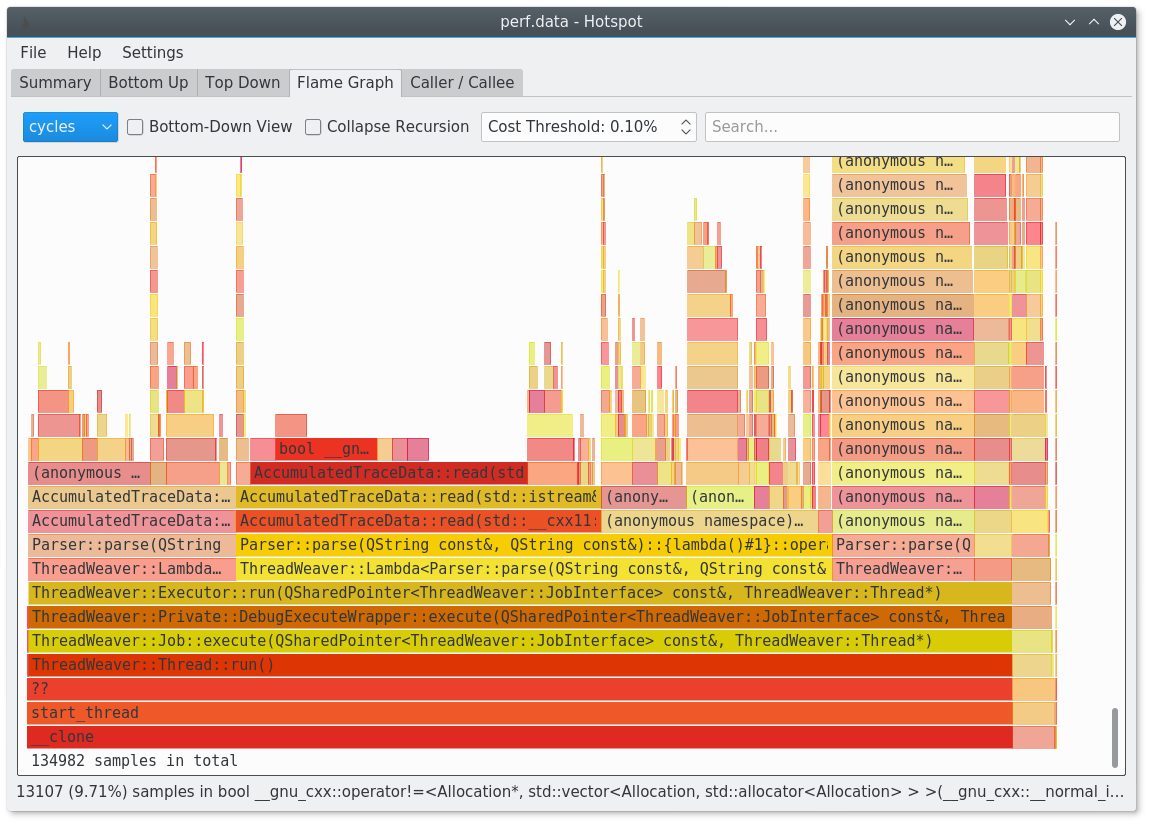 perf.data - Hotspot
File Help Settings
Summary Bottom Up Top Down Flame Graph Caller / Callee
cycles Bottom-Down View Collapse Recursion Cost Threshold: 0.10% Search...
(anonymous n...
(anonymous n...
(anonymous n...
(anonymous n...
(anonymous n...
(anonymous n...
(anonymous na...
(anonymous na...
(anonymous na...
(anonymous na...
(anonymous na...
(anonymous na...
bool __gn... (anonymous na...
(anonymous ... AccumulatedTraceData::read(std (anonymous na...
AccumulatedTraceData:... AccumulatedTraceData::read(std::istream& (anony... (anon... (anonymous na...
AccumulatedTraceData:... AccumulatedTraceData::read(std::__cxx11: (anonymous namespace)... (anonymous na...
Parser::parse(QString Parser::parse(QString const&, QString const&)::{lambda()#1}::oper Parser::parse(Q
ThreadWeaver::Lambda... ThreadWeaver::Lambda<Parser::parse(QString const&, QString const& ThreadWeaver:...
ThreadWeaver::Executor::run(QSharedPointer<ThreadWeaver::JobInterface> const&, ThreadWeaver::Thread*)
ThreadWeaver::Private::DebugExecuteWrapper::execute(QSharedPointer<ThreadWeaver::JobInterface> const&, Threa
ThreadWeaver::Job::execute(QSharedPointer<ThreadWeaver::JobInterface> const&, ThreadWeaver::Thread*)
ThreadWeaver::Thread::run()
??
start_thread
__clone
134982 samples in total
13107 (9.71%) samples in bool __gnu_cxx::operator!=<Allocation*, std::vector<Allocation, std::allocator<Allocation> > >(__gnu_cxx::__normal_i...